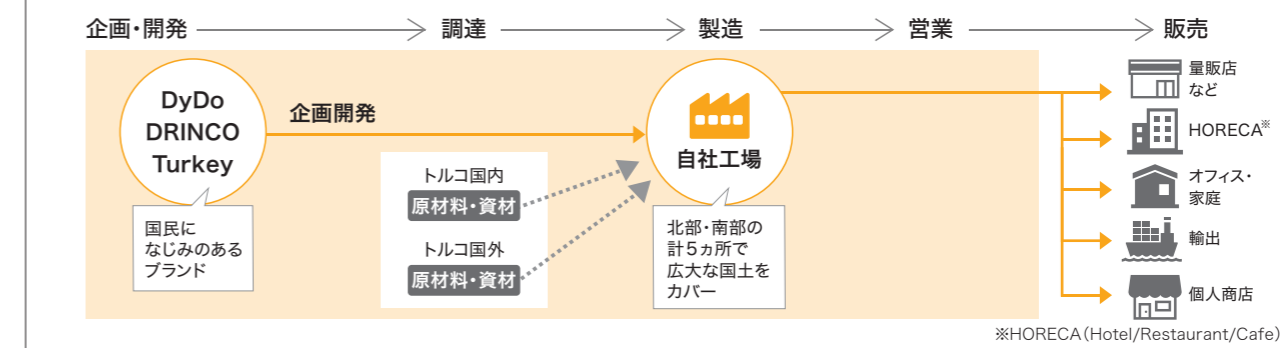 企画・開発
調達
製造
営業
販売
DyDo
DRINCO
Turkey
国民に
なじみのある
ブランド
企画開発
トルコ国内
原材料・資材
トルコ国外
原材料・資材
自社工場
北部・南部の
計5ヵ所で
広大な国土を
カバー
量販店
など
HORECA※
オフィス・
家庭
輸出
個人商店
※HORECA(Hotel/Restaurant/Cafe)